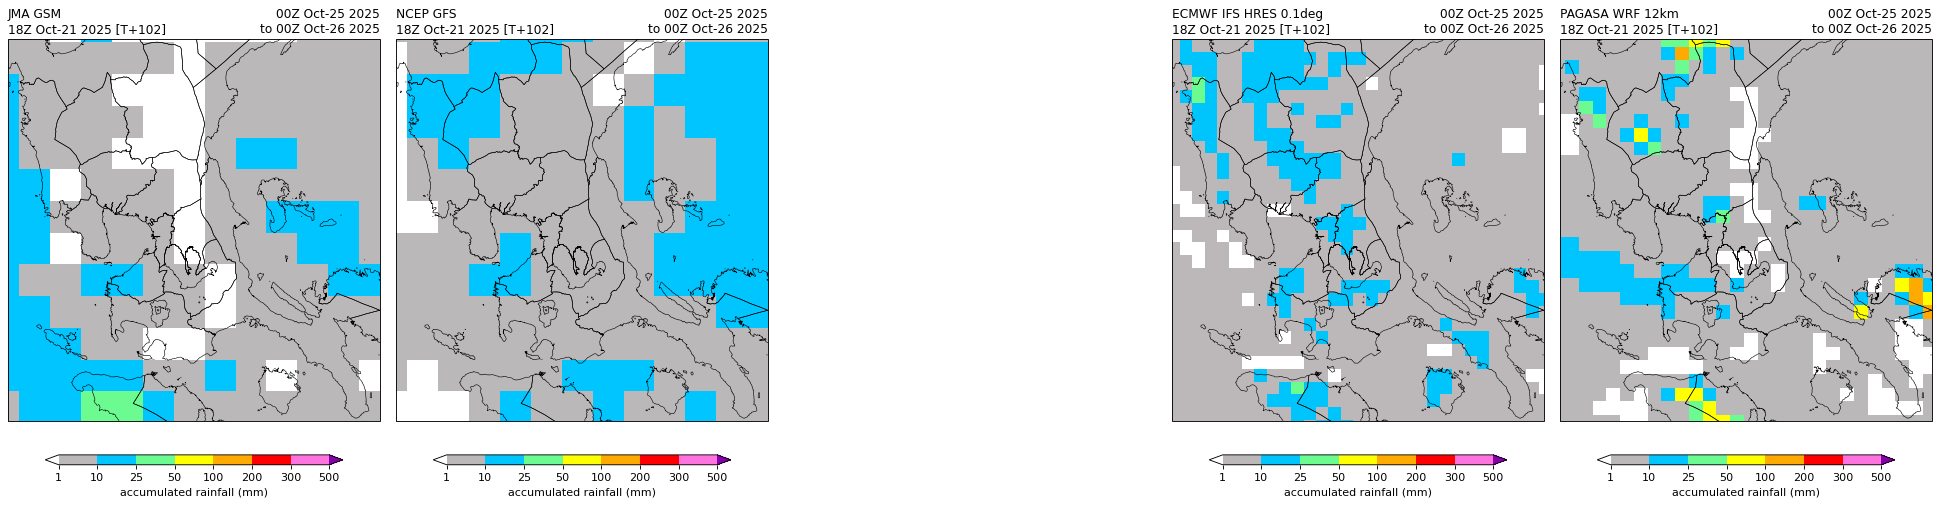 JMA GSM 00Z Oct-25 2025
18Z Oct-21 2025 [T+102] to 00Z Oct-26 2025
1 10 25 50 100 200 300 500
accumulated rainfall (mm)
NCEP GFS 00Z Oct-25 2025
18Z Oct-21 2025 [T+102] to 00Z Oct-26 2025
1 10 25 50 100 200 300 500
accumulated rainfall (mm)
ECMWF IFS HRES 0.1deg 00Z Oct-25 2025
18Z Oct-21 2025 [T+102] to 00Z Oct-26 2025
1 10 25 50 100 200 300 500
accumulated rainfall (mm)
PAGASA WRF 12km 00Z Oct-25 2025
18Z Oct-21 2025 [T+102] to 00Z Oct-26 2025
1 10 25 50 100 200 300 500
accumulated rainfall (mm)